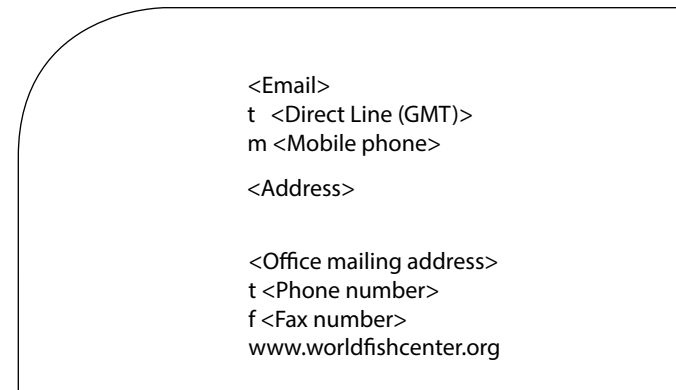 <Email>
t <Direct Line (GMT)>
m <Mobile phone>
<Address>
<Office mailing address>
t <Phone number>
f <Fax number>
www.worldfishcenter.org